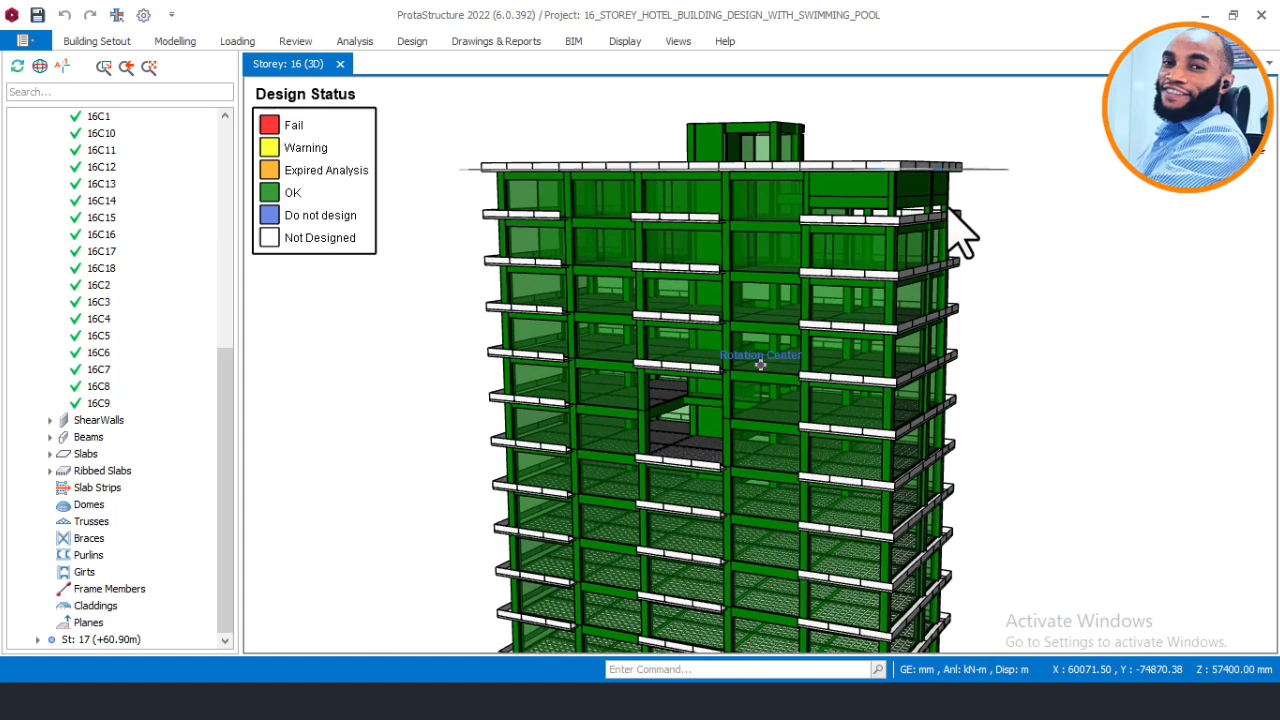 ProtaStructure 2022 (6.0.392) / Project: 16_STOREY_HOTEL_BUILDING_DESIGN_WITH_SWIMMING_POOL
Building Setout Modelling Loading Review Analysis Design Drawings & Reports BIM Display Views Help
Storey: 16 (3D)
Search...
16C1
16C10
16C11
16C12
16C13
16C14
16C15
16C16
16C17
16C18
16C2
16C3
16C4
16C5
16C6
16C7
16C8
16C9
ShearWalls
Beams
Slabs
Ribbed Slabs
Slab Strips
Domes
Trusses
Braces
Purlins
Girts
Frame Members
Claddings
Planes
St: 17 (+60.90m)
Design Status
Fail
Warning
Expired Analysis
OK
Do not design
Not Designed
Rotation Center
Activate Windows
Go to Settings to activate Windows.
Enter Command...
GE: mm , Anl: kN-m , Disp: m X : 60071.50 , Y : -74870.38 Z : 57400.00 mm